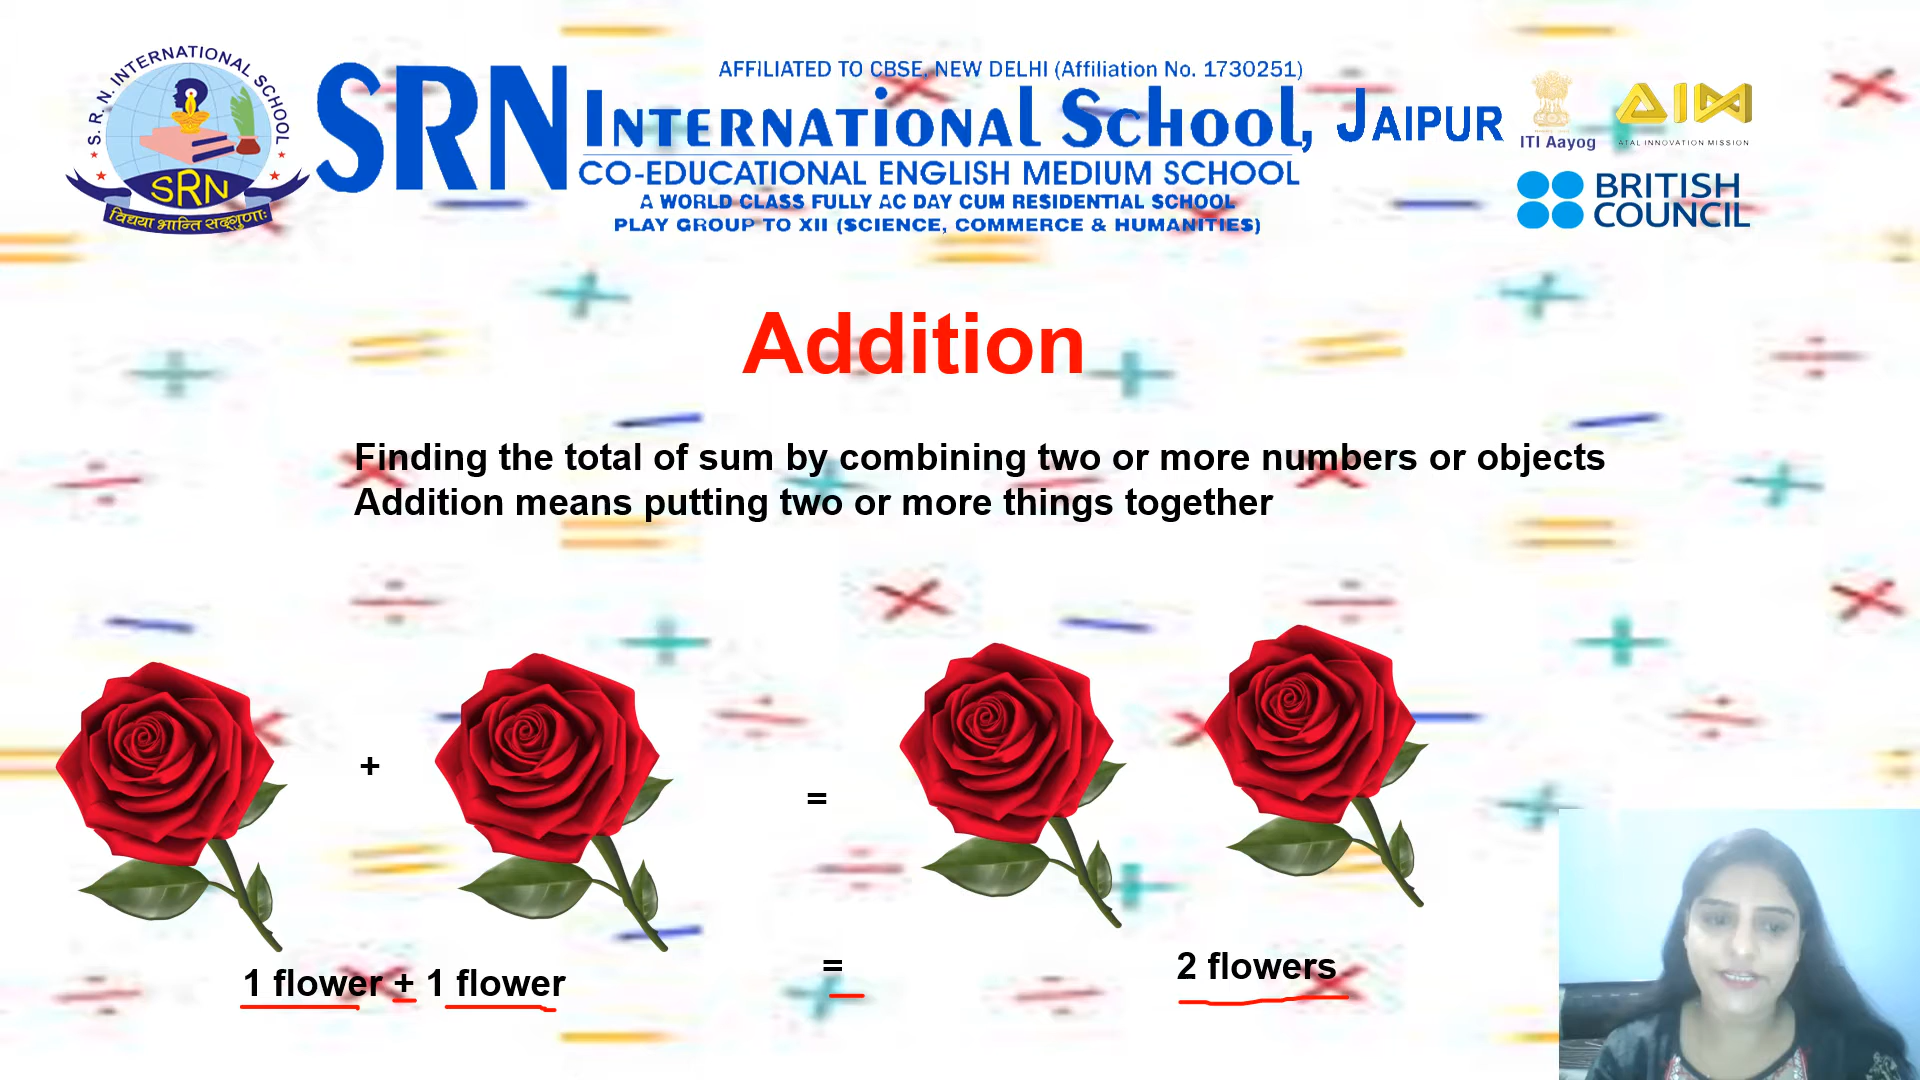 S. R. N. INTERNATIONAL SCHOOL
SRN
विद्यया भान्ति सद्गुणाः
SRN INTERNATIONAL SCHOOL, JAIPUR
AFFILIATED TO CBSE, NEW DELHI (Affiliation No. 1730251)
CO-EDUCATIONAL ENGLISH MEDIUM SCHOOL
A WORLD CLASS FULLY AC DAY CUM RESIDENTIAL SCHOOL
PLAY GROUP TO XII (SCIENCE, COMMERCE & HUMANITIES)
ITI Aayog
AIM
ATAL INNOVATION MISSION
BRITISH
COUNCIL
Addition
Finding the total of sum by combining two or more numbers or objects
Addition means putting two or more things together
+ =
1 flower + 1 flower = 2 flowers